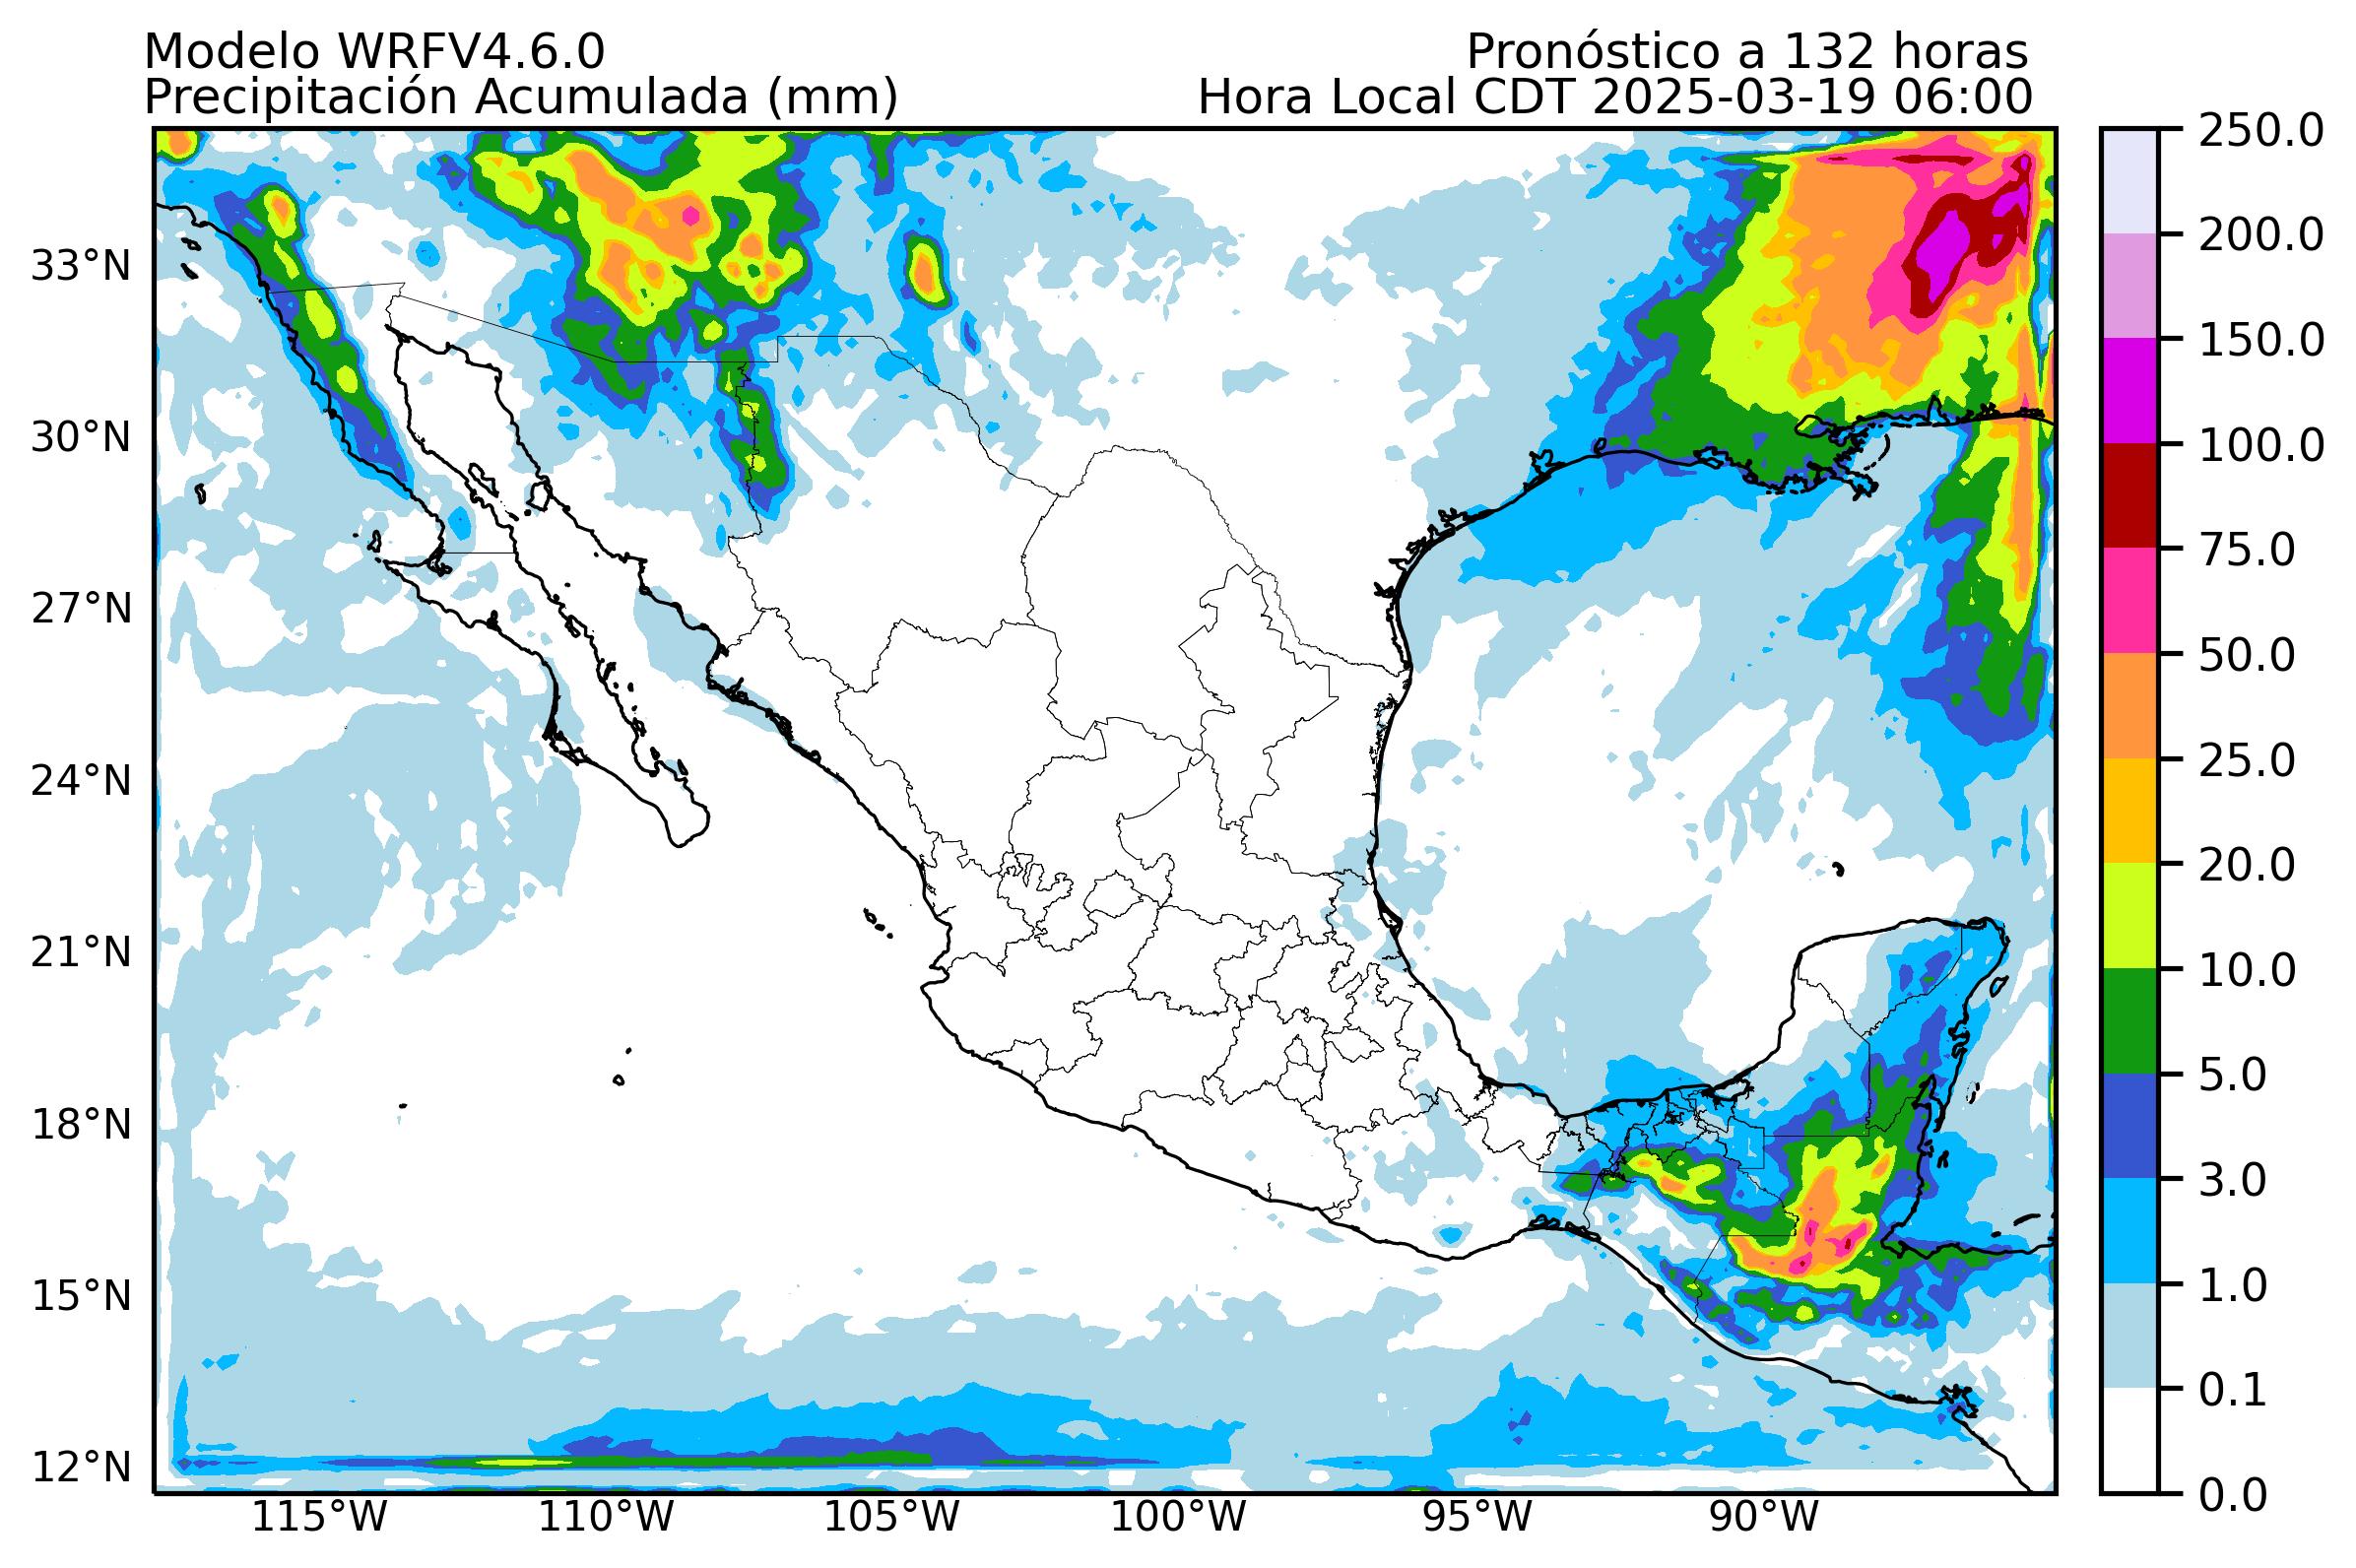 Modelo WRFV4.6.0
Pronóstico a 132 horas
Precipitación Acumulada (mm)
Hora Local CDT 2025-03-19 06:00
250.0
200.0
150.0
100.0
75.0
50.0
25.0
20.0
10.0
5.0
3.0
1.0
0.1
0.0
33°N
30°N
27°N
24°N
21°N
18°N
15°N
12°N
115°W
110°W
105°W
100°W
95°W
90°W